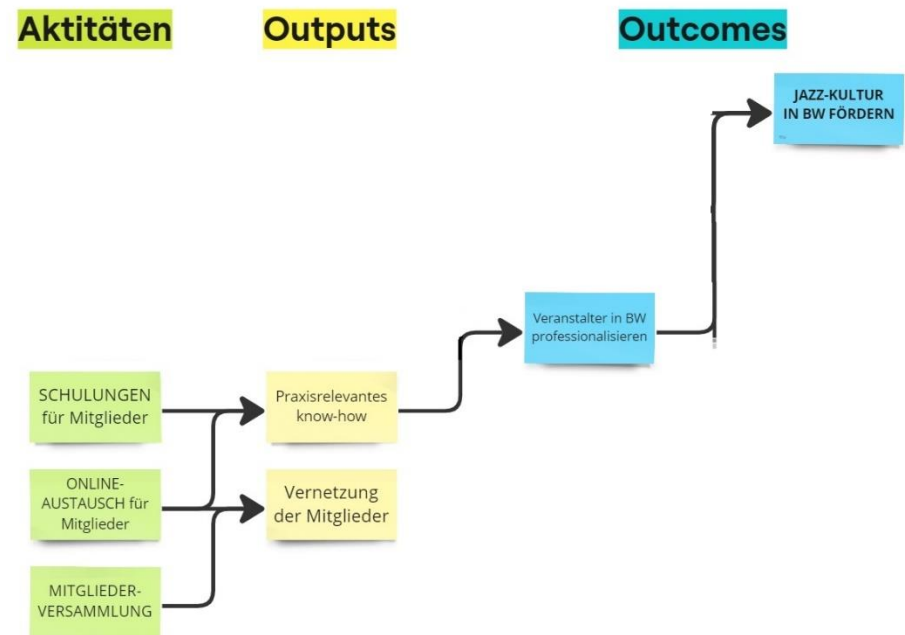 Aktitäten
Outputs
Outcomes
JAZZ-KULTUR
IN BW FÖRDERN
Veranstalter in BW
professionalisieren
SCHULUNGEN
für Mitglieder
Praxisrelevantes
know-how
ONLINE-
AUSTAUSCH für
Mitglieder
Vernetzung
der Mitglieder
MITGLIEDER-
VERSAMMLUNG